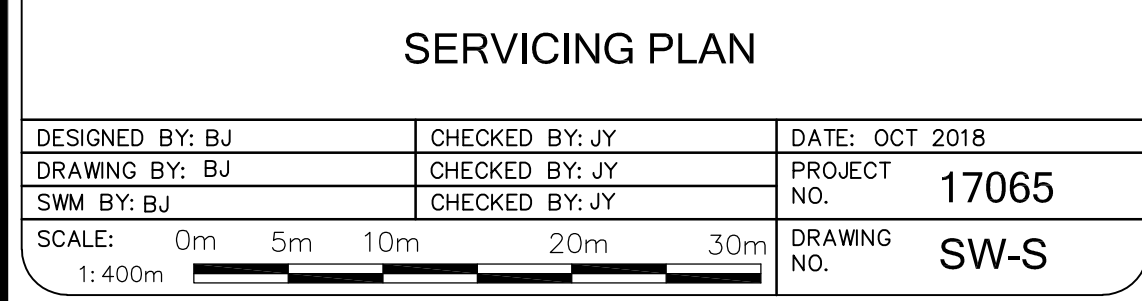 SERVICING PLAN
DESIGNED BY: BJ CHECKED BY: JY DATE: OCT 2018
DRAWING BY: BJ CHECKED BY: JY
PROJECT NO. 17065
SWM BY: BJ CHECKED BY: JY
SCALE: 0m 5m 10m 20m 30m
1: 400m
DRAWING NO. SW-S